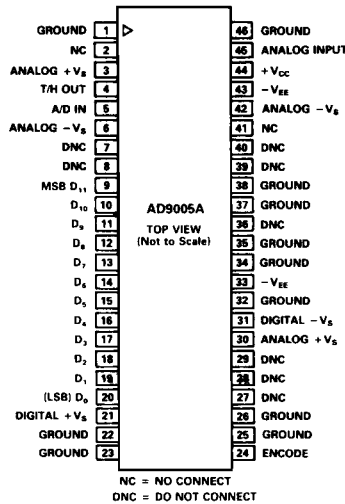 GROUND 1
NC 2
ANALOG +Vs 3
T/H OUT 4
A/D IN 5
ANALOG −Vs 6
DNC 7
DNC 8
MSB D11 9
D10 10
D9 11
D8 12
D7 13
D6 14
D5 15
D4 16
D3 17
D2 18
D1 19
(LSB) D0 20
DIGITAL +Vs 21
GROUND 22
GROUND 23
AD9005A
TOP VIEW
(Not to Scale)
46 GROUND
45 ANALOG INPUT
44 +VCC
43 −VEE
42 ANALOG −Vs
41 NC
40 DNC
39 DNC
38 GROUND
37 GROUND
36 DNC
35 GROUND
34 GROUND
33 −VEE
32 GROUND
31 DIGITAL −Vs
30 ANALOG +Vs
29 DNC
28 DNC
27 DNC
26 GROUND
25 GROUND
24 ENCODE
NC = NO CONNECT
DNC = DO NOT CONNECT